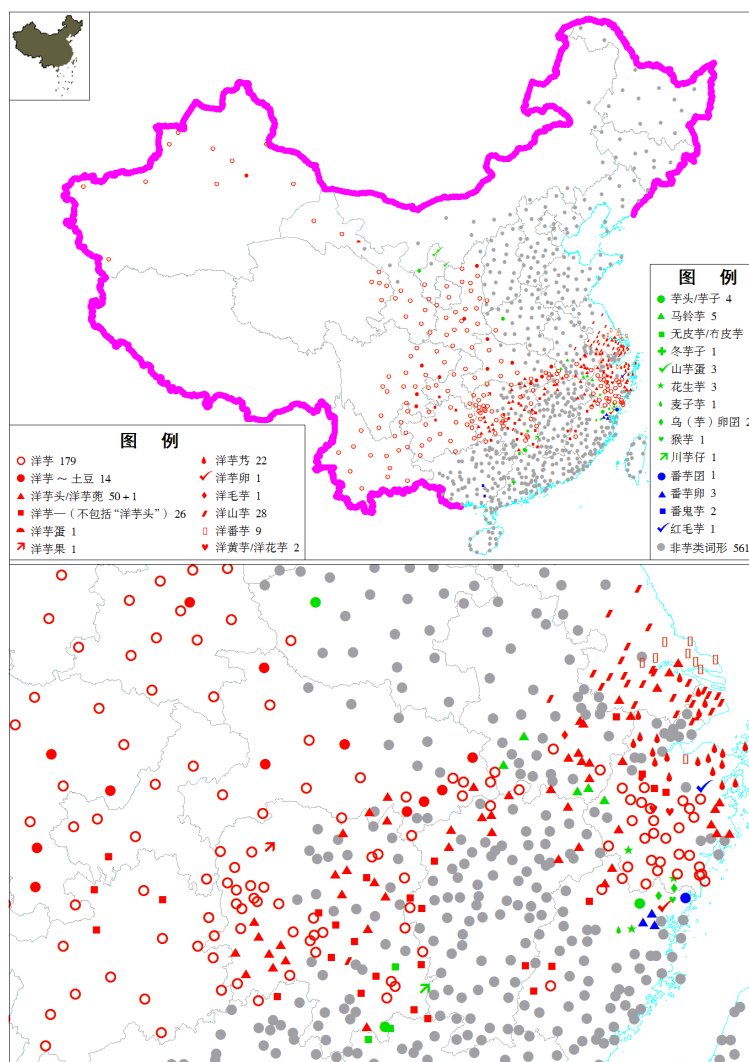 图 例
洋芋 179
洋芋～土豆 14
洋芋头/洋芋蔸 50+1
洋芋—（不包括“洋芋头”）26
洋芋蛋 1
洋芋果 1
洋芋艿 22
洋芋卵 1
洋毛芋 1
洋山芋 28
洋番芋 9
洋黄芋/洋花芋 2
图 例
芋头/芋子 4
马铃芋 5
无皮芋/冇皮芋
冬芋子 1
山芋蛋 3
花生芋 3
麦子芋 1
乌（芋）卵囝 2
猴芋 1
川芋仔 1
番芋囝 1
番芋卵 3
番鬼芋 2
红毛芋 1
非芋类词形 561